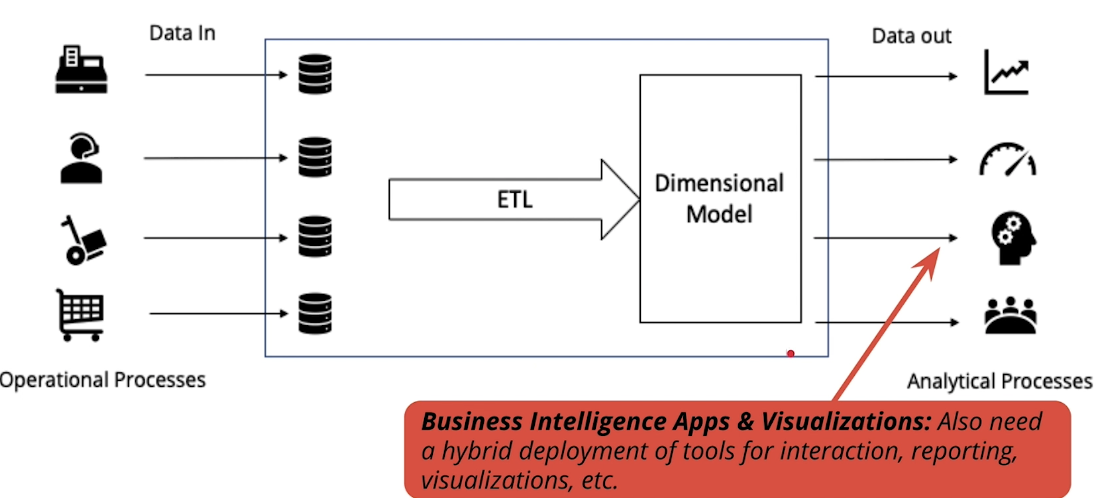 Data In
Data out
ETL
Dimensional
Model
Operational Processes
Analytical Processes
Business Intelligence Apps & Visualizations: Also need
a hybrid deployment of tools for interaction, reporting,
visualizations, etc.